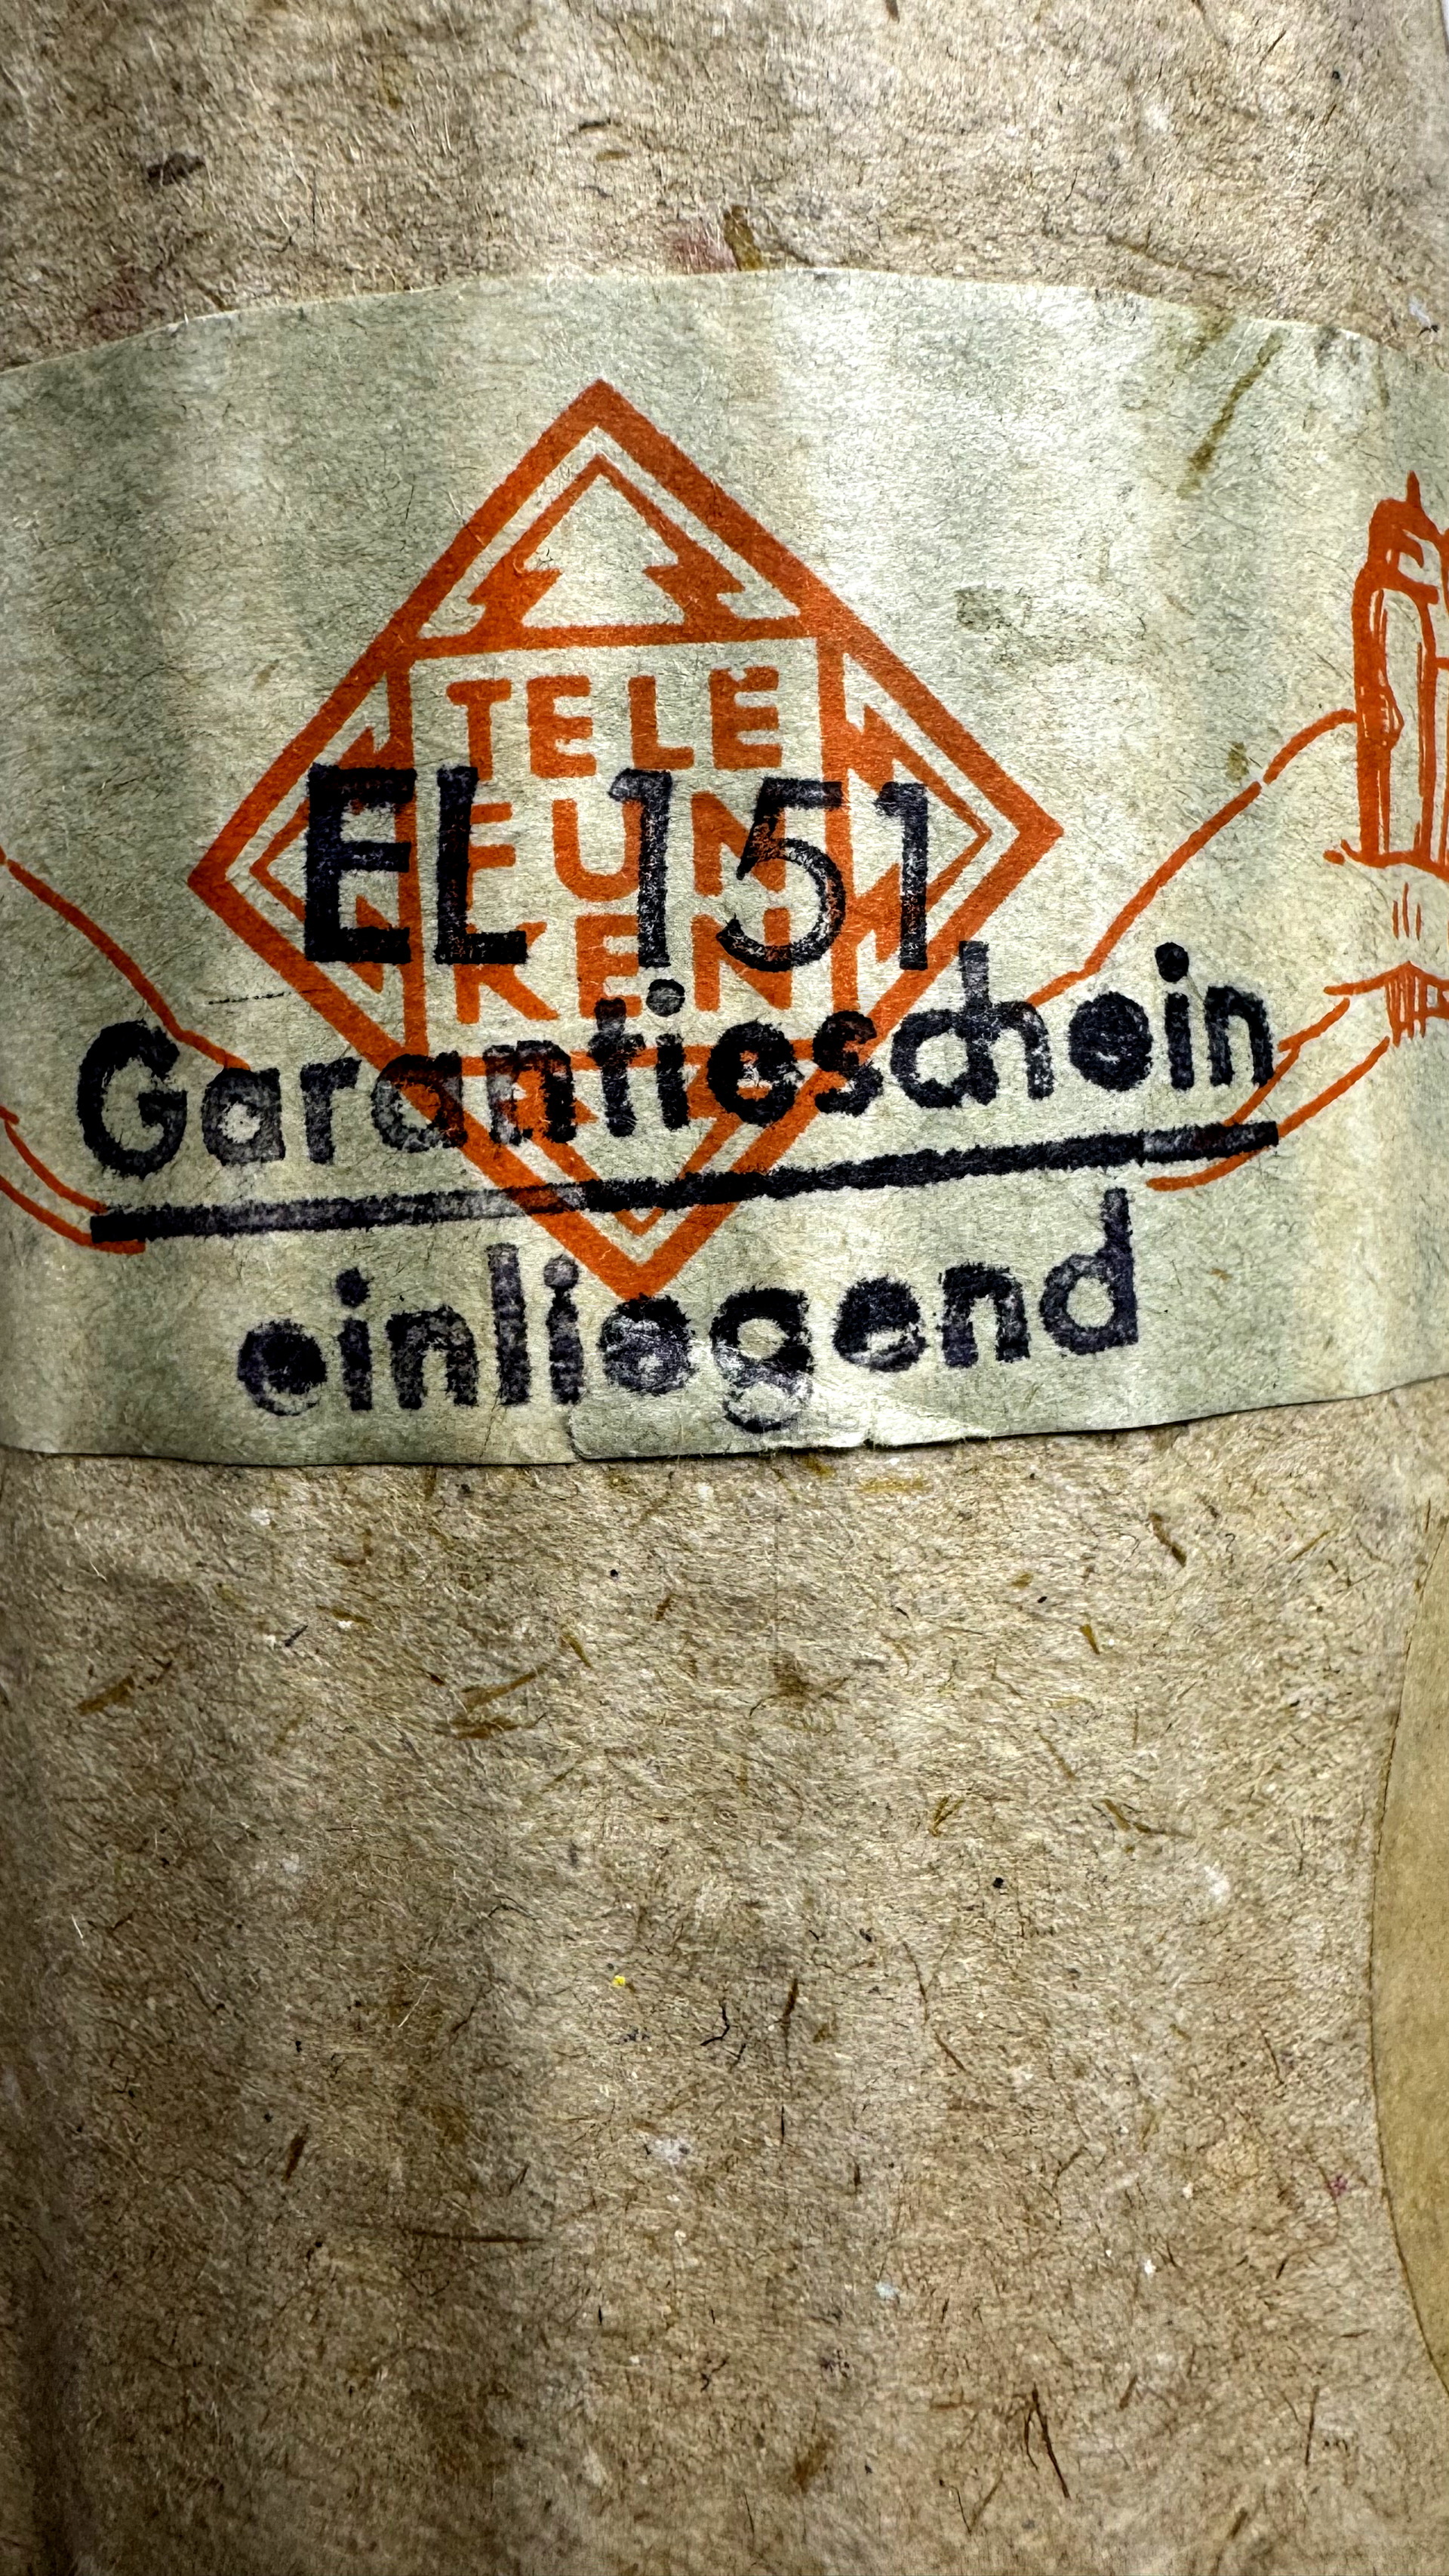 TELE
FUN
KEN
EL 151
Garantieschein
einliegend